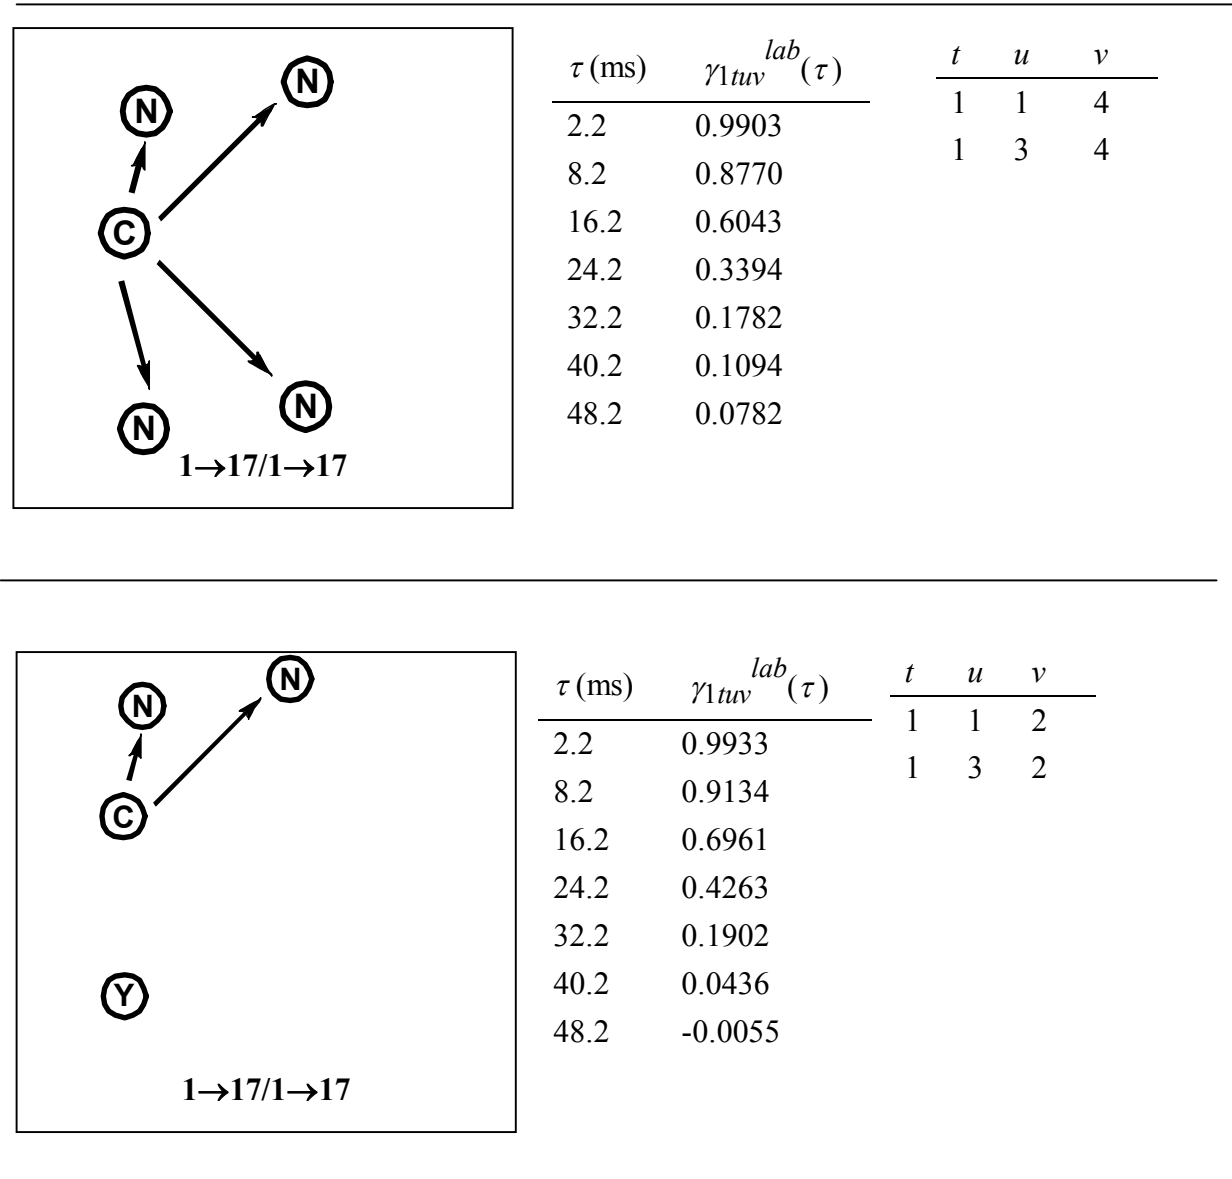 N
N
C
N
N
1→17/1→17
τ (ms) γ1tuv^lab(τ)
2.2 0.9903
8.2 0.8770
16.2 0.6043
24.2 0.3394
32.2 0.1782
40.2 0.1094
48.2 0.0782
t u v
1 1 4
1 3 4
N
N
C
Y
1→17/1→17
τ (ms) γ1tuv^lab(τ)
2.2 0.9933
8.2 0.9134
16.2 0.6961
24.2 0.4263
32.2 0.1902
40.2 0.0436
48.2 -0.0055
t u v
1 1 2
1 3 2